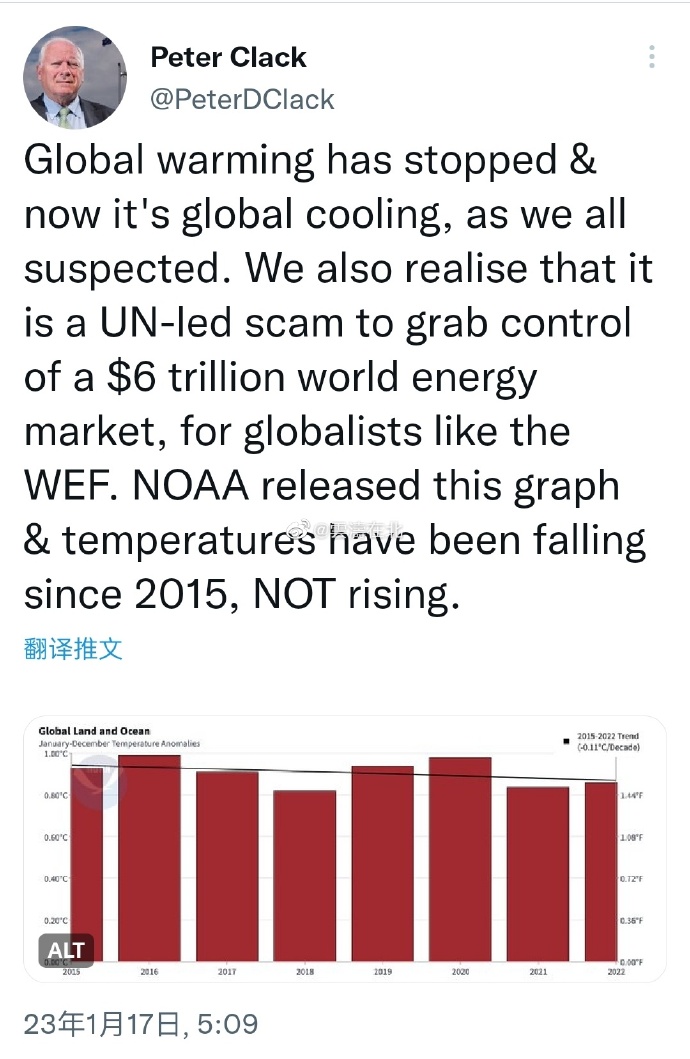 Peter Clack
@PeterDClack
Global warming has stopped &
now it's global cooling, as we all
suspected. We also realise that it
is a UN-led scam to grab control
of a $6 trillion world energy
market, for globalists like the
WEF. NOAA released this graph
& temperatures have been falling
since 2015, NOT rising.
翻译推文
Global Land and Ocean
January-December Temperature Anomalies
2015-2022 Trend
(-0.11°C/Decade)
1.00°C
0.80°C
1.44°F
0.60°C
1.08°F
0.40°C
0.72°F
0.20°C
0.36°F
ALT
0.00°C
0.00°F
2015
2016
2017
2018
2019
2020
2021
2022
23年1月17日, 5:09